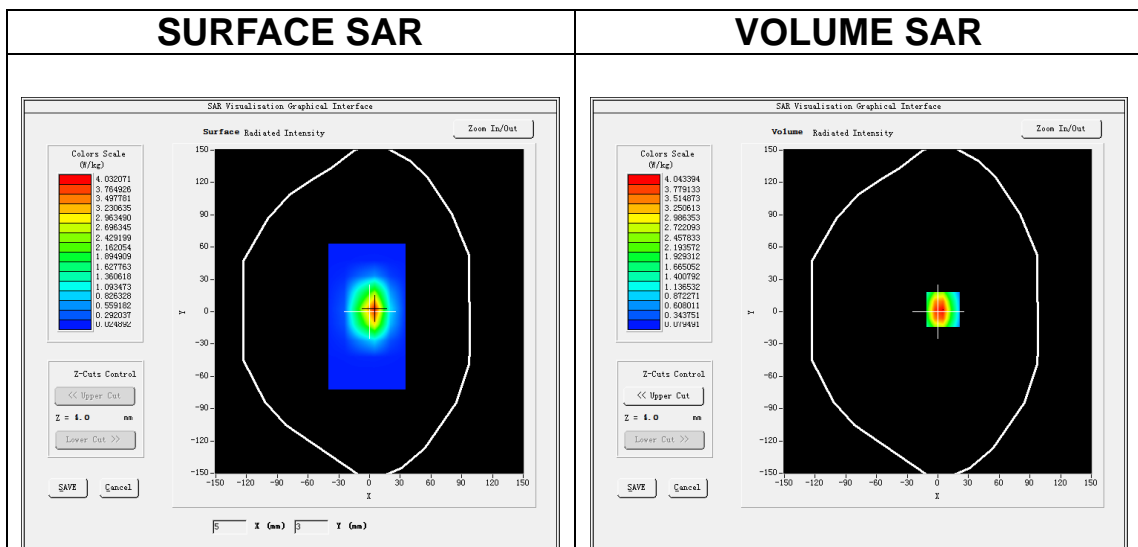 SURFACE SAR
VOLUME SAR
SAR Visualisation Graphical Interface
Surface Radiated Intensity
Zoom In/Out
Colors Scale
(W/kg)
4.032071
3.764926
3.497781
3.230635
2.963490
2.696345
2.429199
2.162054
1.894909
1.627763
1.360618
1.093473
0.826328
0.559182
0.292037
0.024892
Z-Cuts Control
<< Upper Cut
Z = 4.0 mm
Lower Cut >>
SAVE Cancel
150
120
90
60
30
0
-30
-60
-90
-120
-150
Y
-150 -120 -90 -60 -30 0 30 60 90 120 150
X
5 X (mm) 3 Y (mm)
SAR Visualisation Graphical Interface
Volume Radiated Intensity
Zoom In/Out
Colors Scale
(W/kg)
4.043394
3.779133
3.514873
3.250613
2.986353
2.722093
2.457833
2.193572
1.929312
1.665052
1.400792
1.136532
0.872271
0.608011
0.343751
0.079491
Z-Cuts Control
<< Upper Cut
Z = 4.0 mm
Lower Cut >>
SAVE Cancel
150
120
90
60
30
0
-30
-60
-90
-120
-150
Y
-150 -120 -90 -60 -30 0 30 60 90 120 150
X